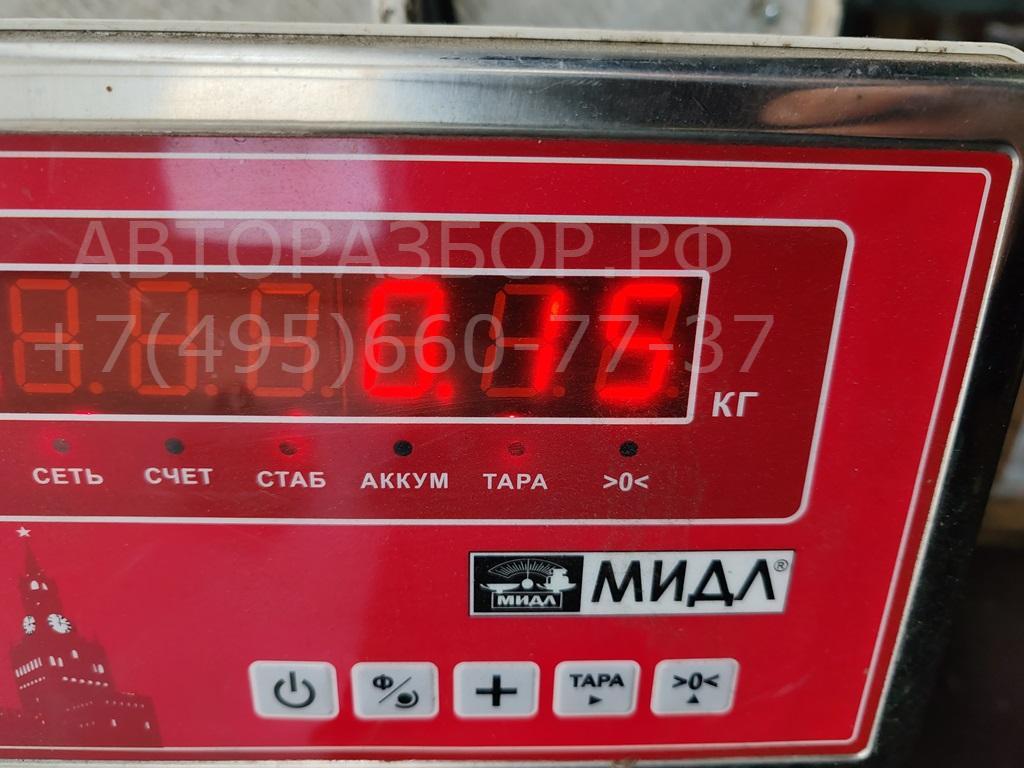 АВТОРАЗБОР.РФ
+7(495)660-77-37
0.15
КГ
СЕТЬ СЧЕТ СТАБ АККУМ ТАРА >0<
МИДЛ МИДЛ®
Ф ТАРА >0<